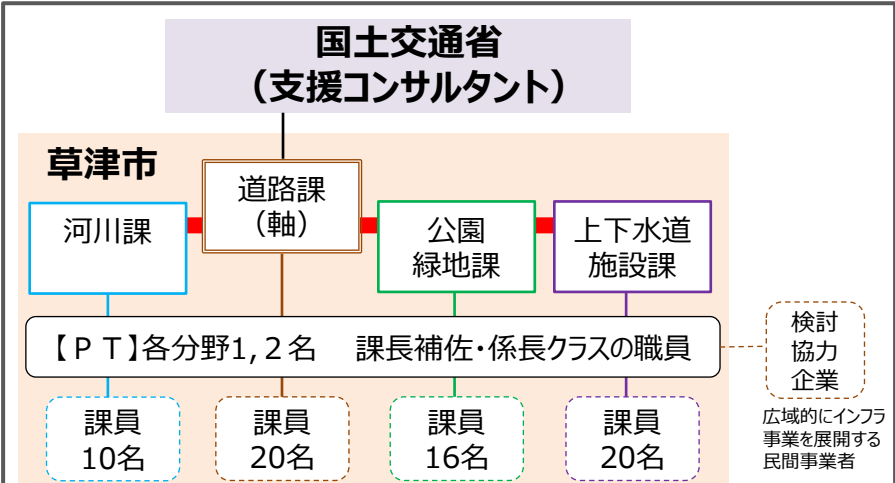 国土交通省
（支援コンサルタント）
草津市
河川課
道路課
（軸）
公園
緑地課
上下水道
施設課
【ＰＴ】各分野1,２名　課長補佐・係長クラスの職員
検討
協力
企業
課員
10名
課員
20名
課員
16名
課員
20名
広域的にインフラ
事業を展開する
民間事業者